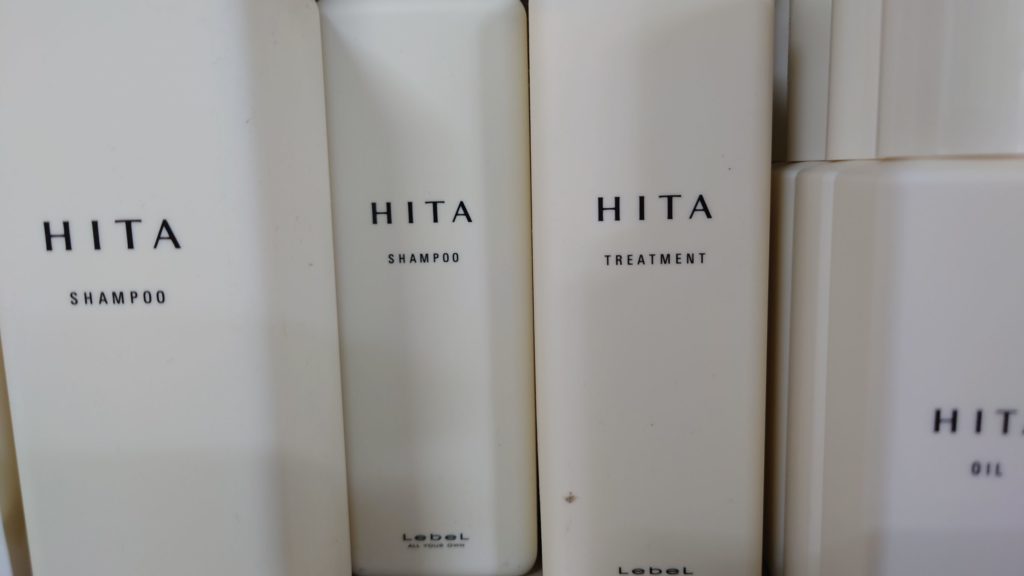 HITA
SHAMPOO
HITA
SHAMPOO
LebeL
ALL YOUR OWN
HITA
TREATMENT
LebeL
HITA
OIL